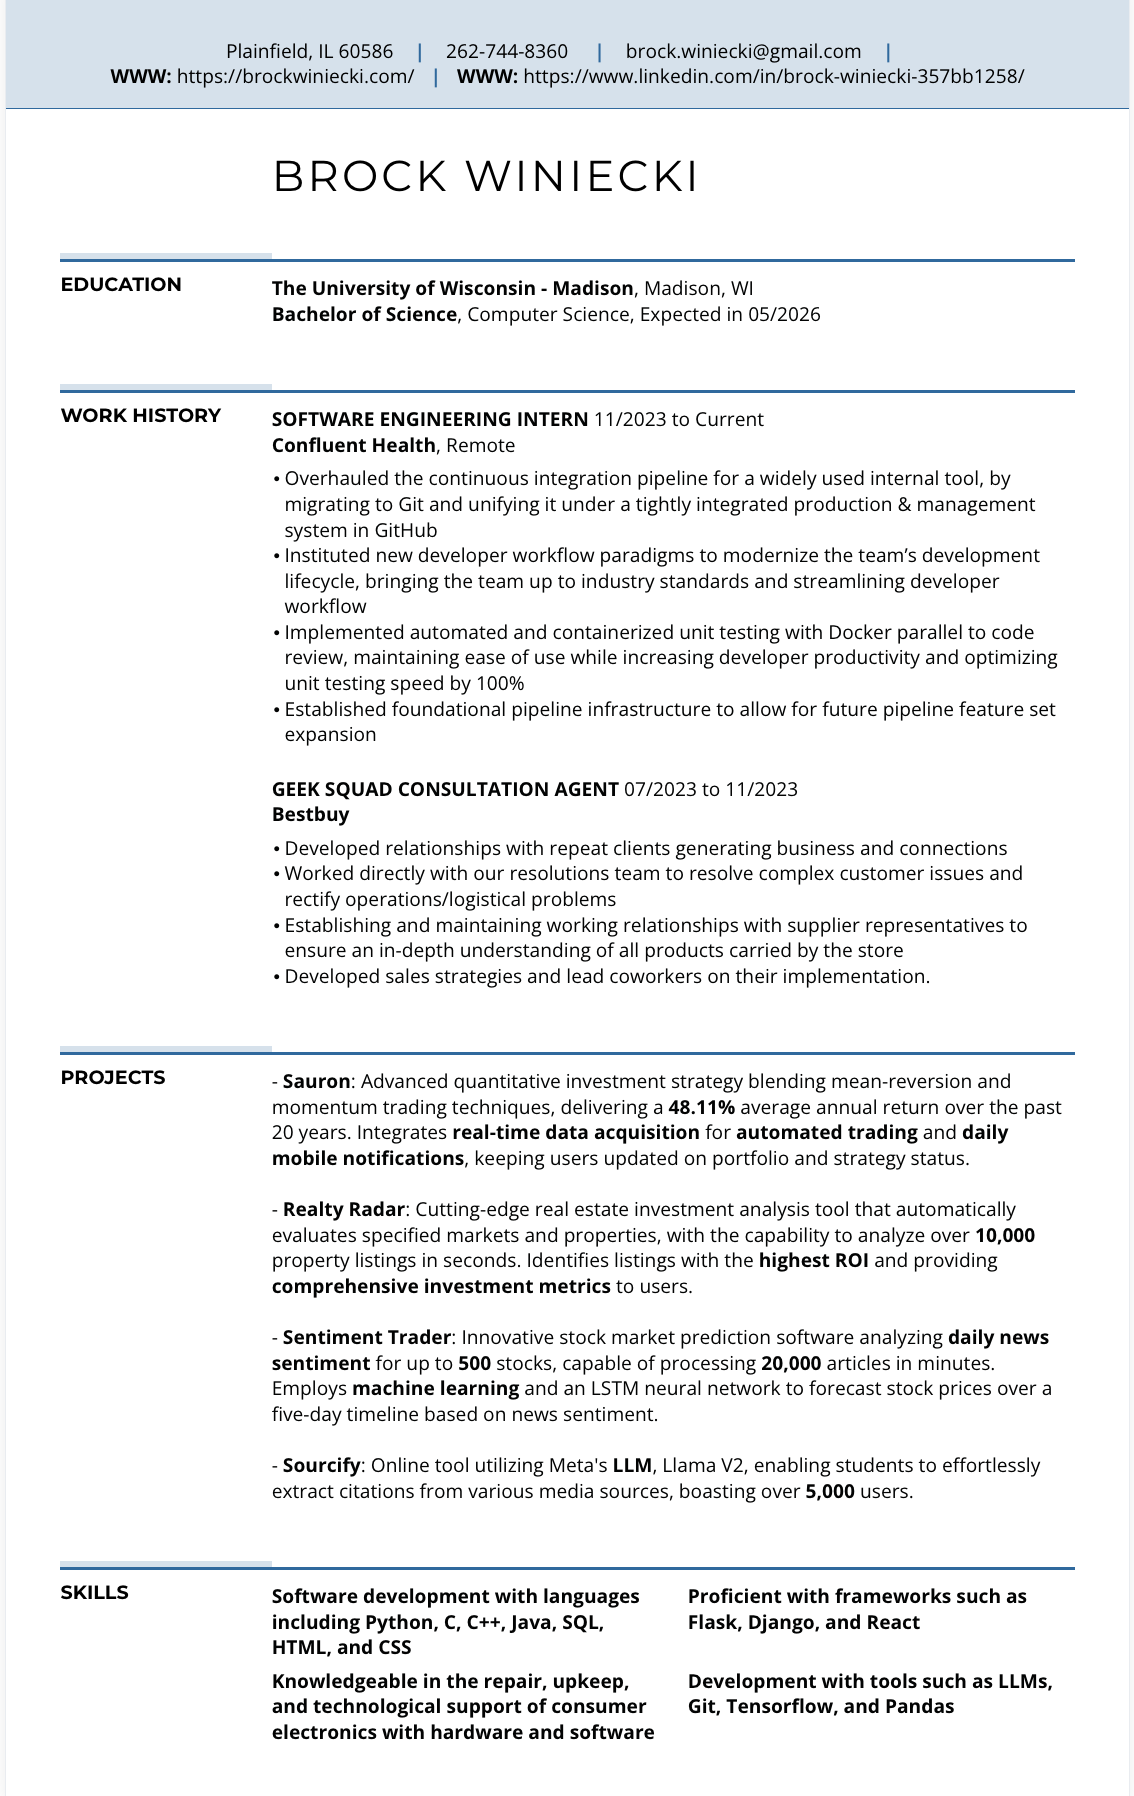 Plainfield, IL 60586 | 262-744-8360 | brock.winiecki@gmail.com |
WWW: https://brockwiniecki.com/ | WWW: https://www.linkedin.com/in/brock-winiecki-357bb1258/
BROCK WINIECKI
EDUCATION
The University of Wisconsin - Madison, Madison, WI
Bachelor of Science, Computer Science, Expected in 05/2026
WORK HISTORY
SOFTWARE ENGINEERING INTERN 11/2023 to Current
Confluent Health, Remote
• Overhauled the continuous integration pipeline for a widely used internal tool, by
migrating to Git and unifying it under a tightly integrated production & management
system in GitHub
• Instituted new developer workflow paradigms to modernize the team’s development
lifecycle, bringing the team up to industry standards and streamlining developer
workflow
• Implemented automated and containerized unit testing with Docker parallel to code
review, maintaining ease of use while increasing developer productivity and optimizing
unit testing speed by 100%
• Established foundational pipeline infrastructure to allow for future pipeline feature set
expansion
GEEK SQUAD CONSULTATION AGENT 07/2023 to 11/2023
Bestbuy
• Developed relationships with repeat clients generating business and connections
• Worked directly with our resolutions team to resolve complex customer issues and
rectify operations/logistical problems
• Establishing and maintaining working relationships with supplier representatives to
ensure an in-depth understanding of all products carried by the store
• Developed sales strategies and lead coworkers on their implementation.
PROJECTS
- Sauron: Advanced quantitative investment strategy blending mean-reversion and
momentum trading techniques, delivering a 48.11% average annual return over the past
20 years. Integrates real-time data acquisition for automated trading and daily
mobile notifications, keeping users updated on portfolio and strategy status.
- Realty Radar: Cutting-edge real estate investment analysis tool that automatically
evaluates specified markets and properties, with the capability to analyze over 10,000
property listings in seconds. Identifies listings with the highest ROI and providing
comprehensive investment metrics to users.
- Sentiment Trader: Innovative stock market prediction software analyzing daily news
sentiment for up to 500 stocks, capable of processing 20,000 articles in minutes.
Employs machine learning and an LSTM neural network to forecast stock prices over a
five-day timeline based on news sentiment.
- Sourcify: Online tool utilizing Meta's LLM, Llama V2, enabling students to effortlessly
extract citations from various media sources, boasting over 5,000 users.
SKILLS
Software development with languages
including Python, C, C++, Java, SQL,
HTML, and CSS
Proficient with frameworks such as
Flask, Django, and React
Knowledgeable in the repair, upkeep,
and technological support of consumer
electronics with hardware and software
Development with tools such as LLMs,
Git, Tensorflow, and Pandas